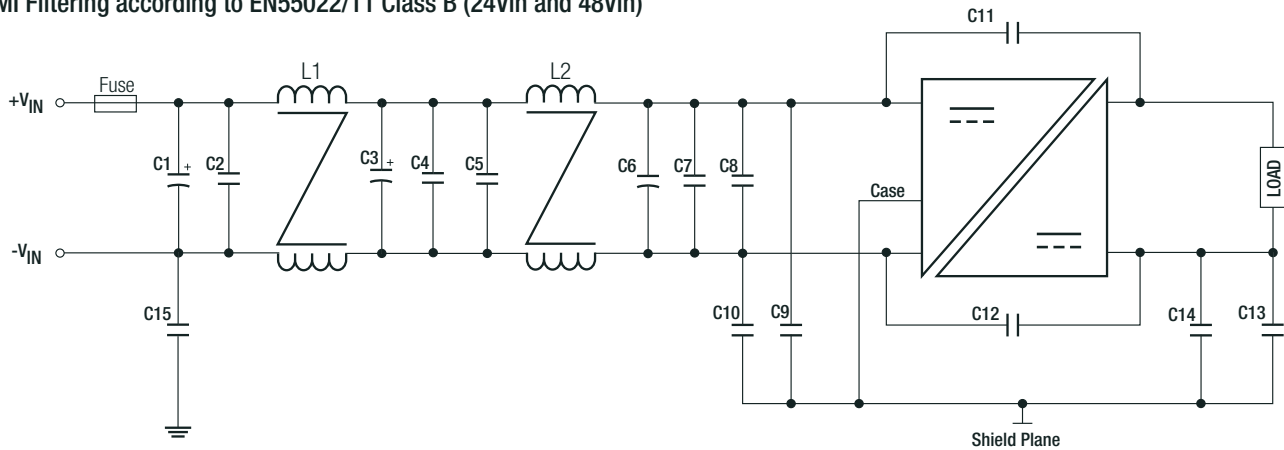 MI Filtering according to EN55022/11 Class B (24Vin and 48Vin)
C11
Fuse
L1
L2
+VIN
C1
+
C2
C3
+
C4
C5
C6
C7
C8
Case
LOAD
-VIN
C15
C10
C9
C12
C14
C13
Shield Plane